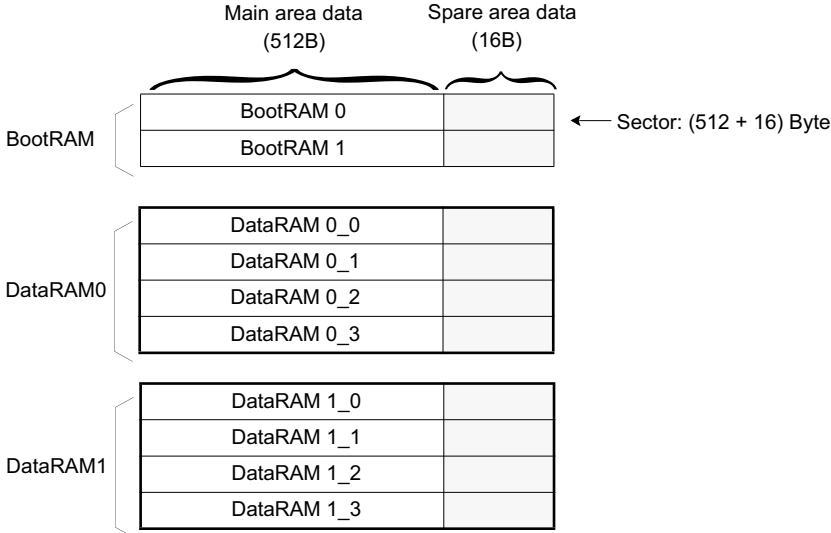 Main area data
(512B)
Spare area data
(16B)
BootRAM
BootRAM 0
BootRAM 1
Sector: (512 + 16) Byte
DataRAM0
DataRAM 0_0
DataRAM 0_1
DataRAM 0_2
DataRAM 0_3
DataRAM1
DataRAM 1_0
DataRAM 1_1
DataRAM 1_2
DataRAM 1_3